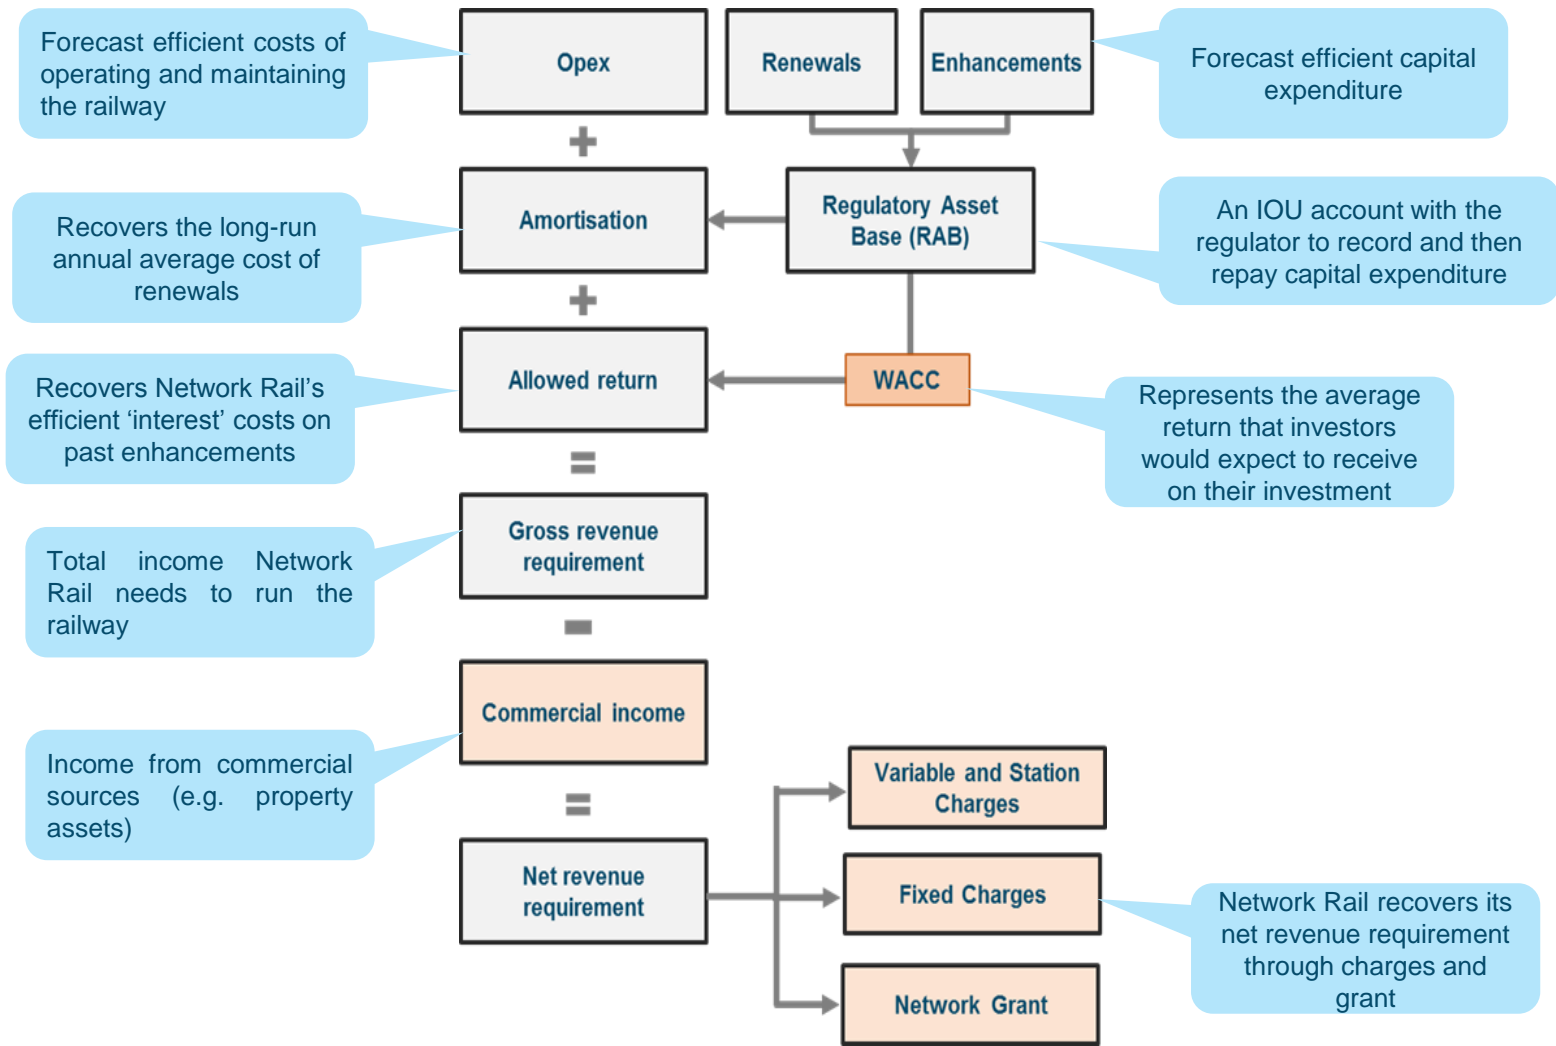 Forecast efficient costs of
operating and maintaining
the railway
Opex
Renewals
Enhancements
Forecast efficient capital
expenditure
Recovers the long-run
annual average cost of
renewals
Amortisation
Regulatory Asset
Base (RAB)
An IOU account with the
regulator to record and then
repay capital expenditure
Recovers Network Rail's
efficient ‘interest’ costs on
past enhancements
Allowed return
WACC
Represents the average
return that investors
would expect to receive
on their investment
Total income Network
Rail needs to run the
railway
Gross revenue
requirement
Commercial income
Income from commercial
sources (e.g. property
assets)
Net revenue
requirement
Variable and Station
Charges
Fixed Charges
Network Grant
Network Rail recovers its
net revenue requirement
through charges and
grant